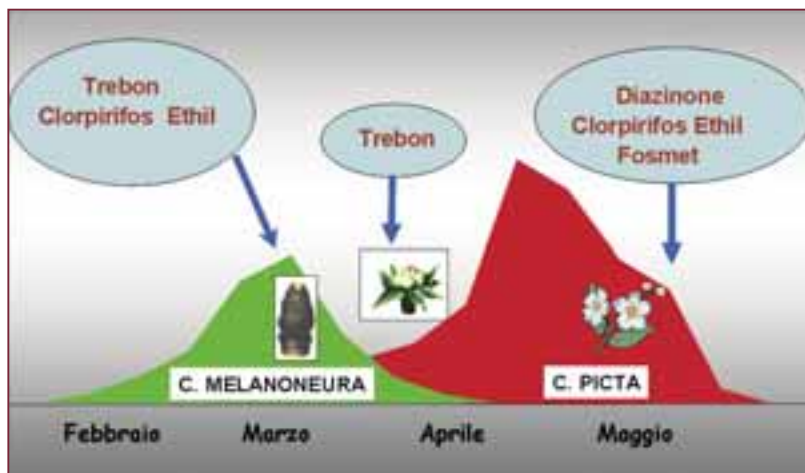 Trebon
Clorpirifos Ethil
Trebon
Diazinone
Clorpirifos Ethil
Fosmet
C. MELANONEURA
C. PICTA
Febbraio Marzo Aprile Maggio